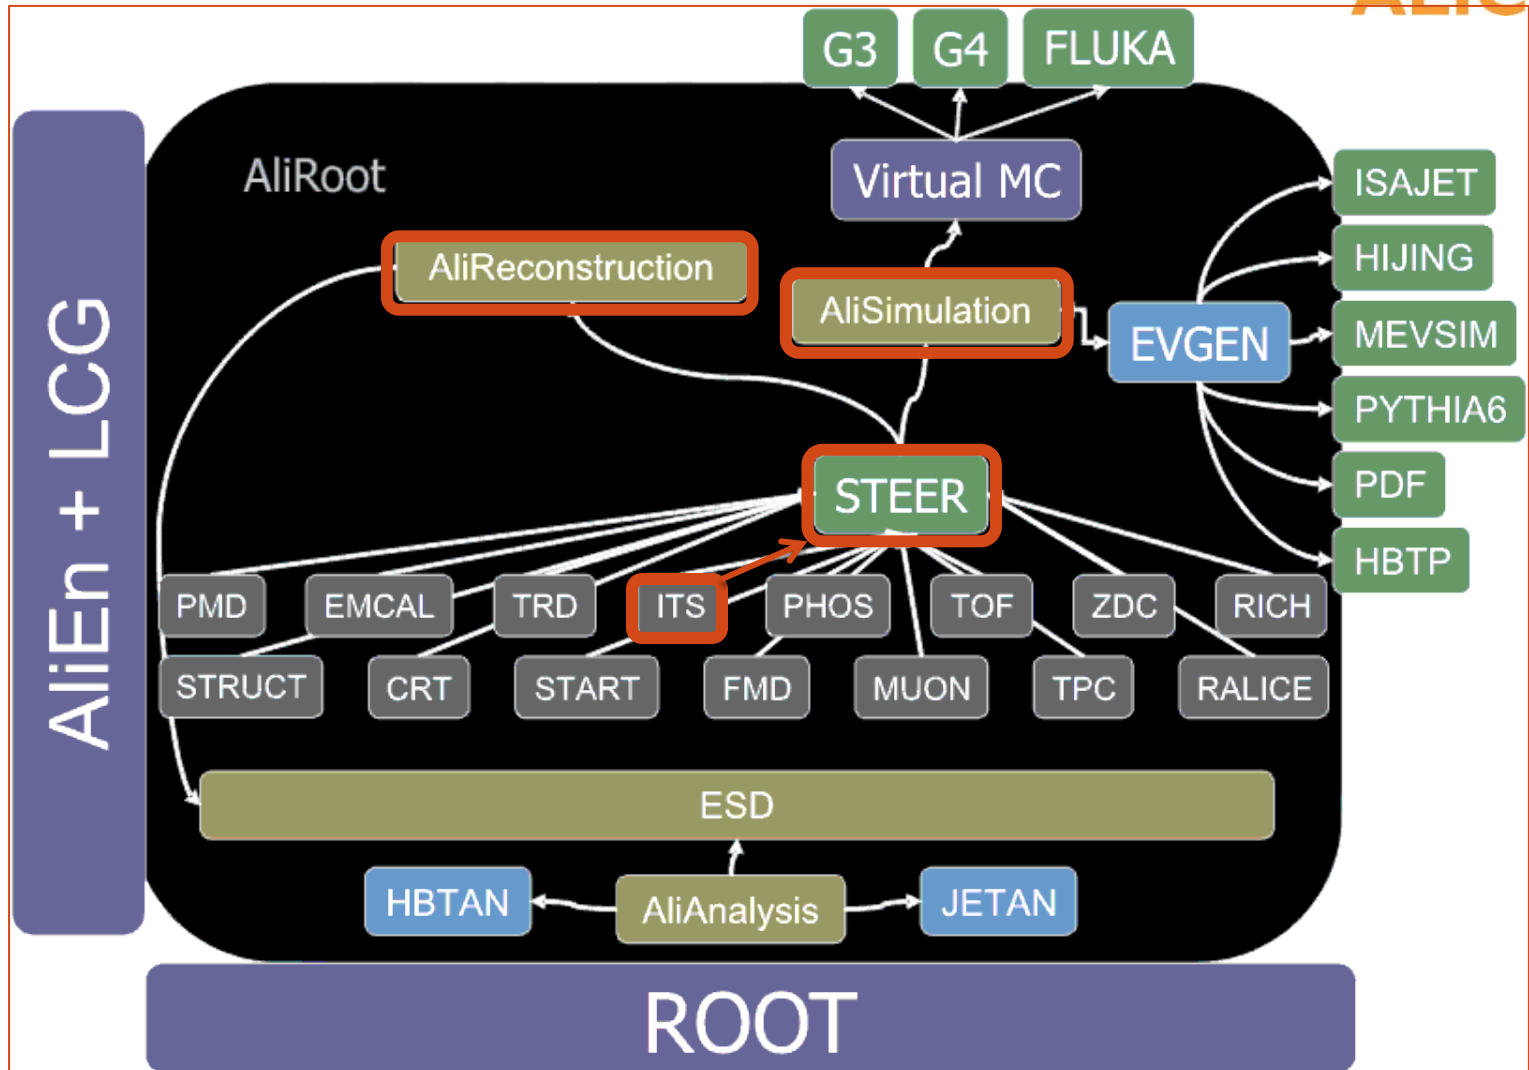 ALIC
G3
G4
FLUKA
AliRoot
Virtual MC
ISAJET
AliReconstruction
HIJING
AliSimulation
EVGEN
MEVSIM
PYTHIA6
STEER
PDF
HBTP
AliEn + LCG
PMD
EMCAL
TRD
ITS
PHOS
TOF
ZDC
RICH
STRUCT
CRT
START
FMD
MUON
TPC
RALICE
ESD
HBTAN
AliAnalysis
JETAN
ROOT